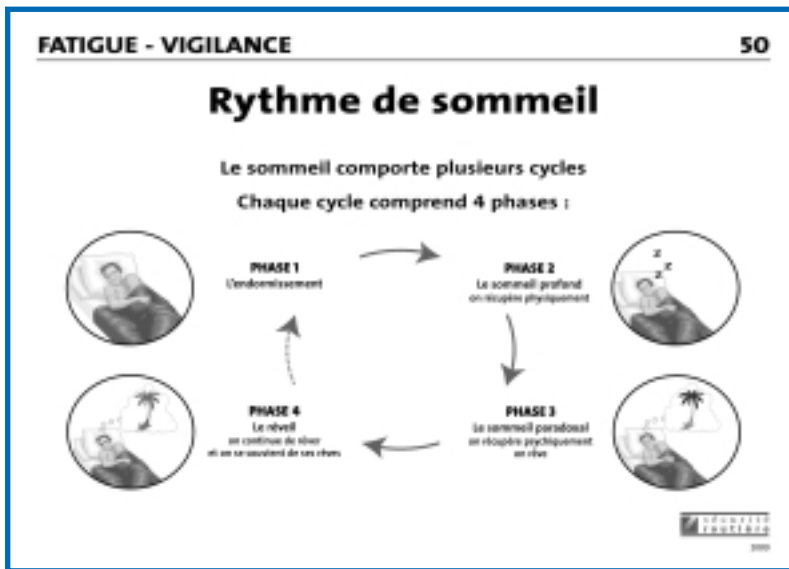 FATIGUE - VIGILANCE
50
Rythme de sommeil
Le sommeil comporte plusieurs cycles
Chaque cycle comprend 4 phases :
PHASE 1
L'endormissement
PHASE 2
Le sommeil profond
on récupère physiquement
z
z
z
PHASE 4
Le réveil
on continue de rêver
et on se souvient de ses rêves
PHASE 3
Le sommeil paradoxal
on récupère psychiquement
on rêve
sécurité
routière